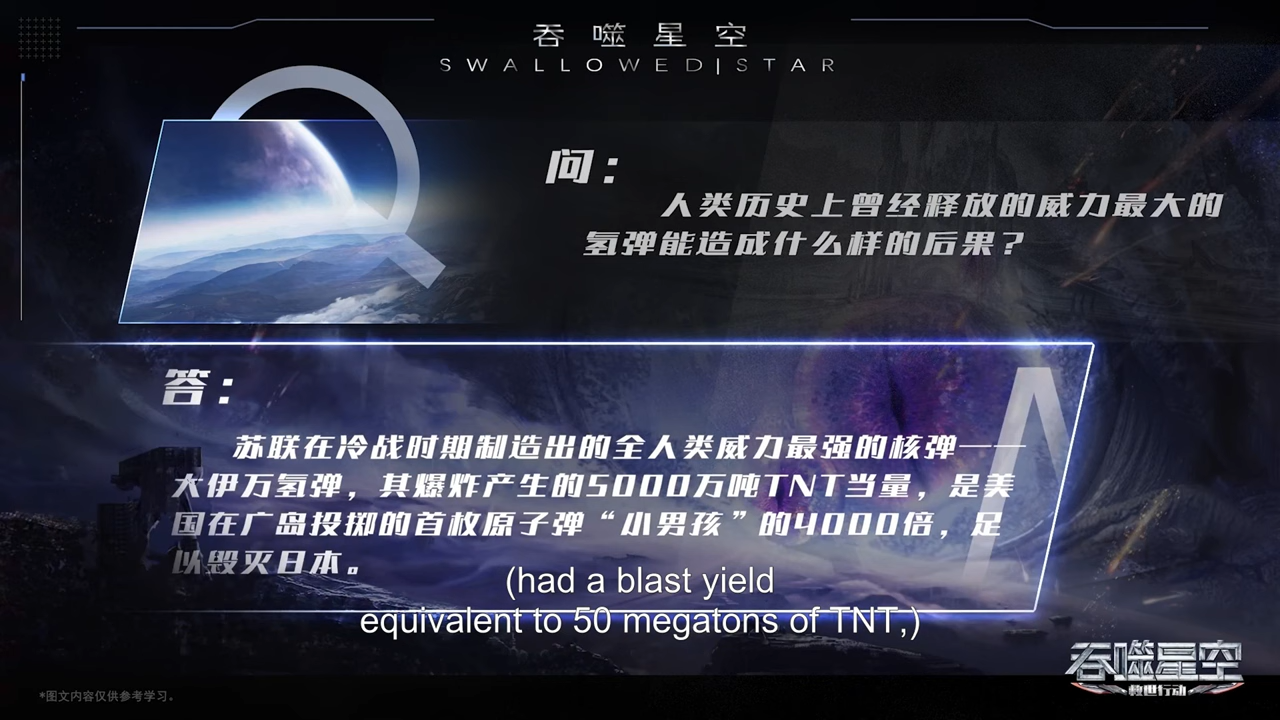 吞噬星空
SWALLOWED|STAR
问：
人类历史上曾经释放的威力最大的
氢弹能造成什么样的后果？
答：
苏联在冷战时期制造出的全人类威力最强的核弹——
大伊万氢弹，其爆炸产生的5000万吨TNT当量，是美
国在广岛投掷的首枚原子弹“小男孩”的4000倍，足
以毁灭日本。
(had a blast yield
equivalent to 50 megatons of TNT,)
吞噬星空
救世行动
*图文内容仅供参考学习。